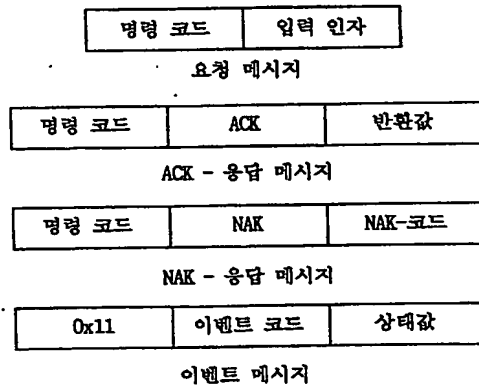 명령 코드 입력 인자
요청 메시지
명령 코드 ACK 반환값
ACK - 응답 메시지
명령 코드 NAK NAK-코드
NAK - 응답 메시지
0x11 이벤트 코드 상태값
이벤트 메시지